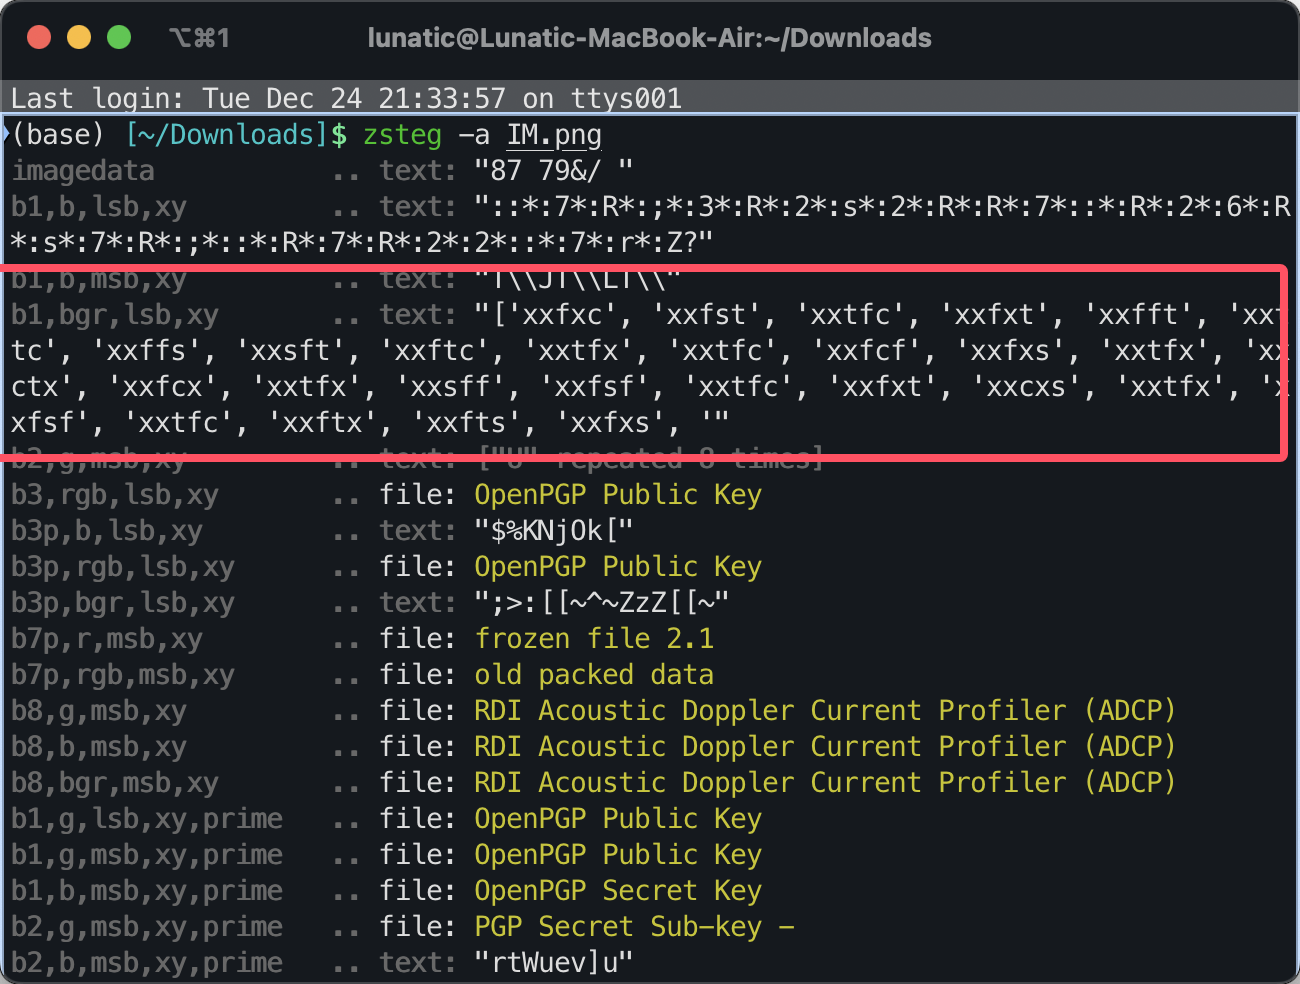 ⌥⌘1
lunatic@Lunatic-MacBook-Air:~/Downloads
Last login: Tue Dec 24 21:33:57 on ttys001
(base) [~/Downloads]$ zsteg -a IM.png
imagedata .. text: "87 79&/ "
b1,b,lsb,xy .. text: "::*:7*:R*:;*:3*:R*:2*:s*:2*:R*:R*:7*::*:R*:2*:6*:R
*:s*:7*:R*:;*::*:R*:7*:R*:2*:2*::*:7*:r*:Z?"
b1,b,msb,xy .. text: "T\\JT\\LT\\"
b1,bgr,lsb,xy .. text: "['xxfxc', 'xxfst', 'xxtfc', 'xxfxt', 'xxfft', 'xxt
tc', 'xxffs', 'xxsft', 'xxftc', 'xxtfx', 'xxtfc', 'xxfcf', 'xxfxs', 'xxtfx', 'xx
ctx', 'xxfcx', 'xxtfx', 'xxsff', 'xxfsf', 'xxtfc', 'xxfxt', 'xxcxs', 'xxtfx', 'x
xfsf', 'xxtfc', 'xxftx', 'xxfts', 'xxfxs', '"
b2,g,msb,xy .. text: ["U" repeated 8 times]
b3,rgb,lsb,xy .. file: OpenPGP Public Key
b3p,b,lsb,xy .. text: "$%KNjOk["
b3p,rgb,lsb,xy .. file: OpenPGP Public Key
b3p,bgr,lsb,xy .. text: ";>:[[~^~ZzZ[[~"
b7p,r,msb,xy .. file: frozen file 2.1
b7p,rgb,msb,xy .. file: old packed data
b8,g,msb,xy .. file: RDI Acoustic Doppler Current Profiler (ADCP)
b8,b,msb,xy .. file: RDI Acoustic Doppler Current Profiler (ADCP)
b8,bgr,msb,xy .. file: RDI Acoustic Doppler Current Profiler (ADCP)
b1,g,lsb,xy,prime .. file: OpenPGP Public Key
b1,g,msb,xy,prime .. file: OpenPGP Public Key
b1,b,msb,xy,prime .. file: OpenPGP Secret Key
b2,g,msb,xy,prime .. file: PGP Secret Sub-key -
b2,b,msb,xy,prime .. text: "rtWuev]u"